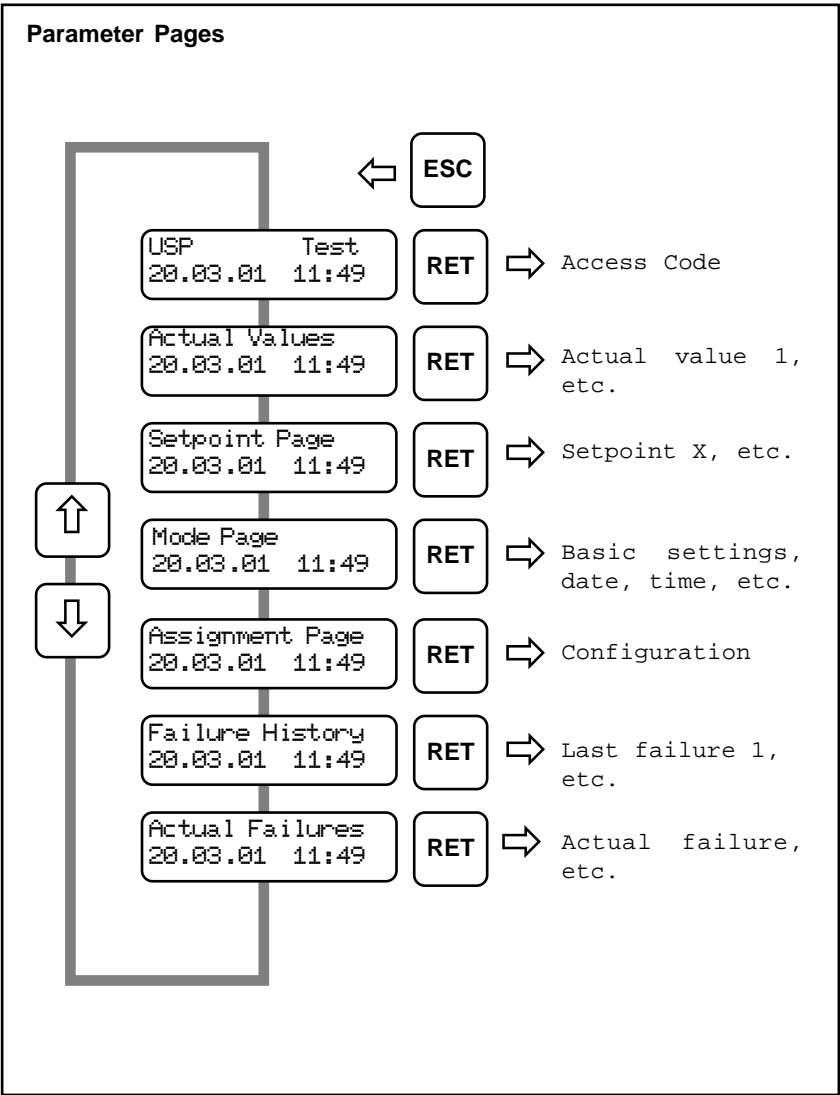 Parameter Pages
ESC
USP Test
20.03.01 11:49
RET
Access Code
Actual Values
20.03.01 11:49
RET
Actual value 1,
etc.
Setpoint Page
20.03.01 11:49
RET
Setpoint X, etc.
Mode Page
20.03.01 11:49
RET
Basic settings,
date, time, etc.
Assignment Page
20.03.01 11:49
RET
Configuration
Failure History
20.03.01 11:49
RET
Last failure 1,
etc.
Actual Failures
20.03.01 11:49
RET
Actual failure,
etc.